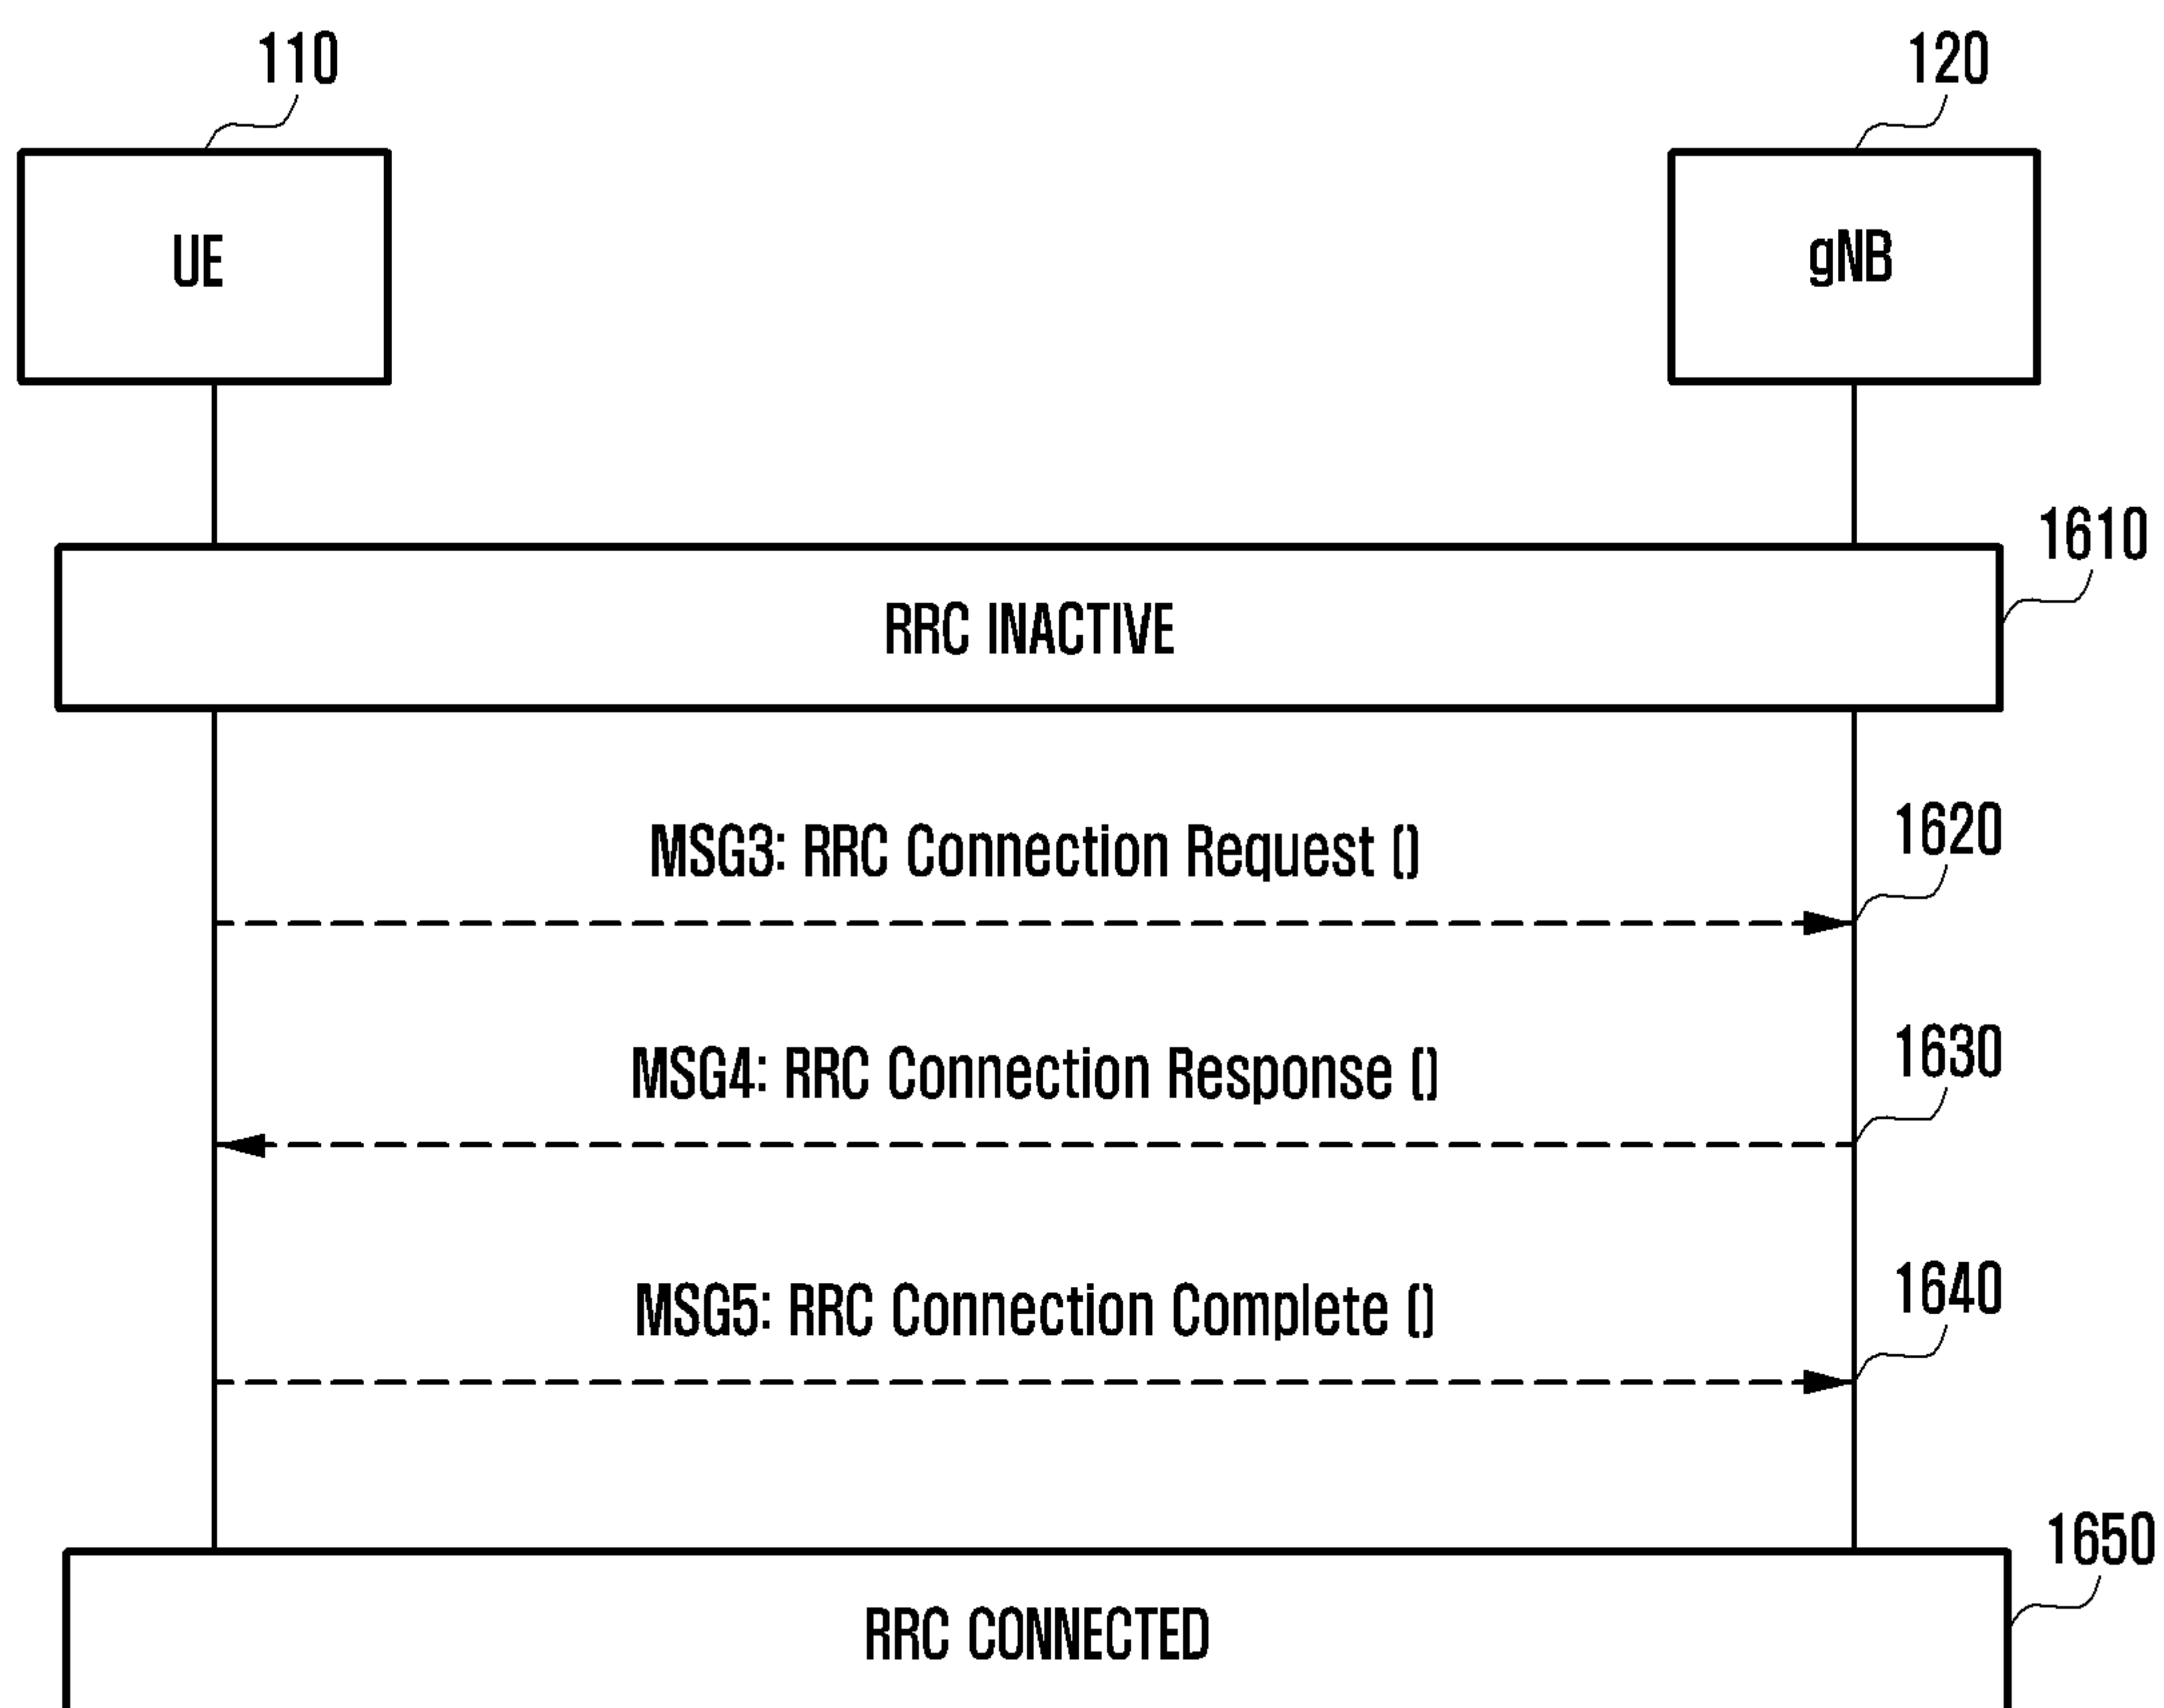 110
120
UE
gNB
1610
RRC INACTIVE
1620
MSG3: RRC Connection Request ()
1630
MSG4: RRC Connection Response ()
1640
MSG5: RRC Connection Complete ()
1650
RRC CONNECTED